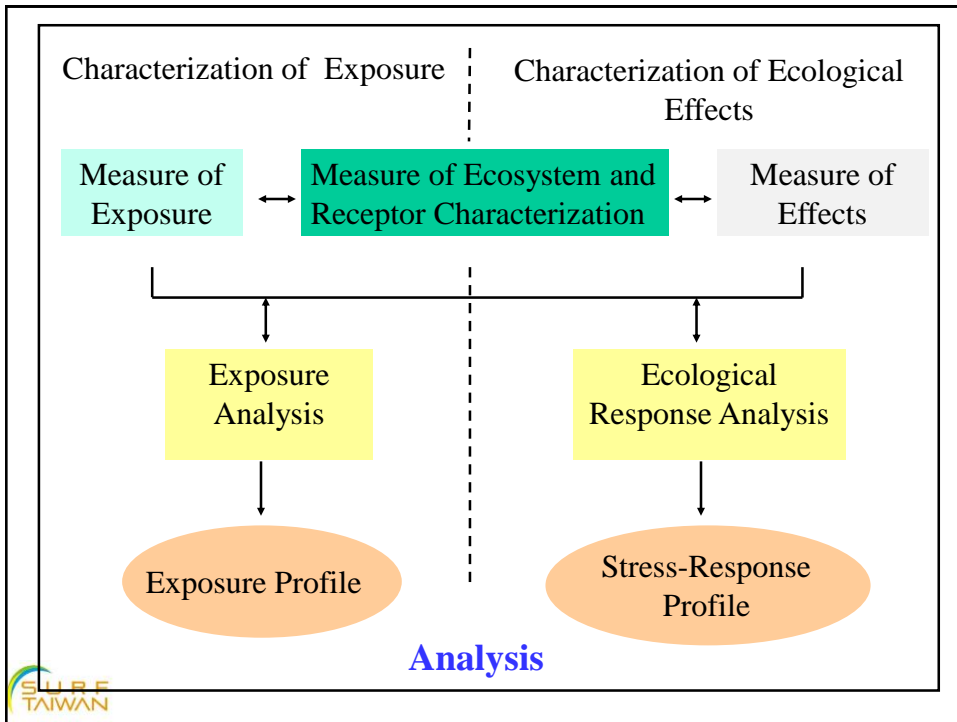 Characterization of Exposure
Characterization of Ecological
Effects
Measure of
Exposure
Measure of Ecosystem and
Receptor Characterization
Measure of
Effects
Exposure
Analysis
Ecological
Response Analysis
Exposure Profile
Stress-Response
Profile
Analysis
SURF
TAIWAN